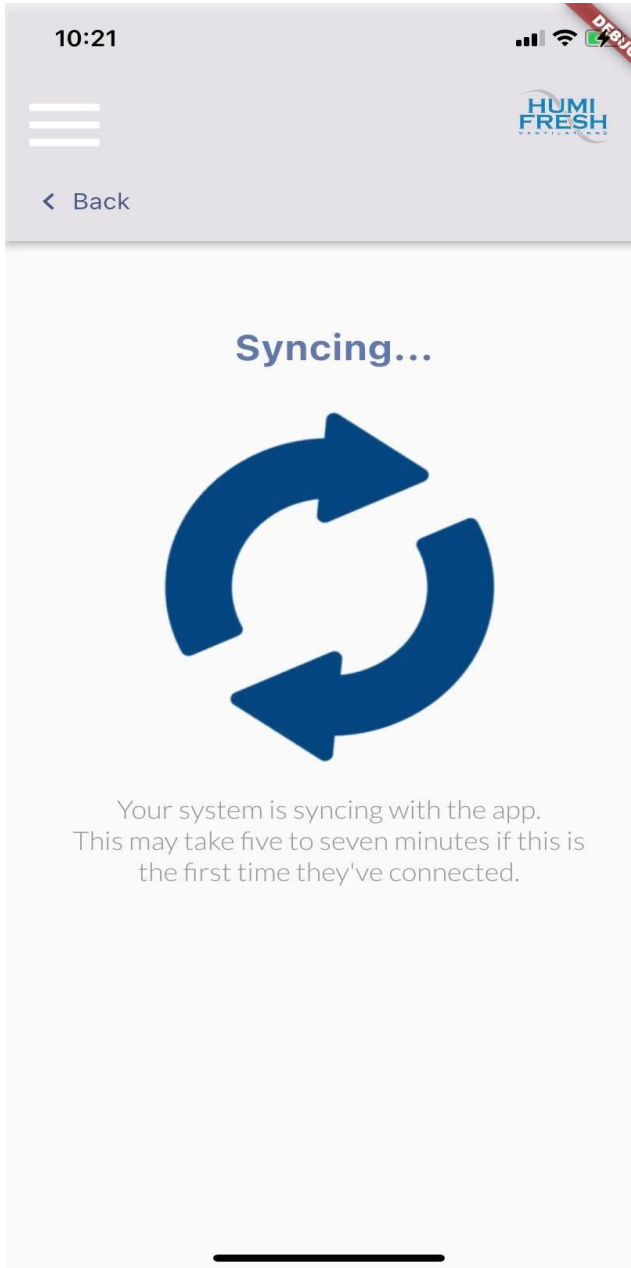 10:21
DEBUG
HUMI
FRESH
VENTILATIONS
Back
Syncing...
Your system is syncing with the app.
This may take five to seven minutes if this is
the first time they've connected.